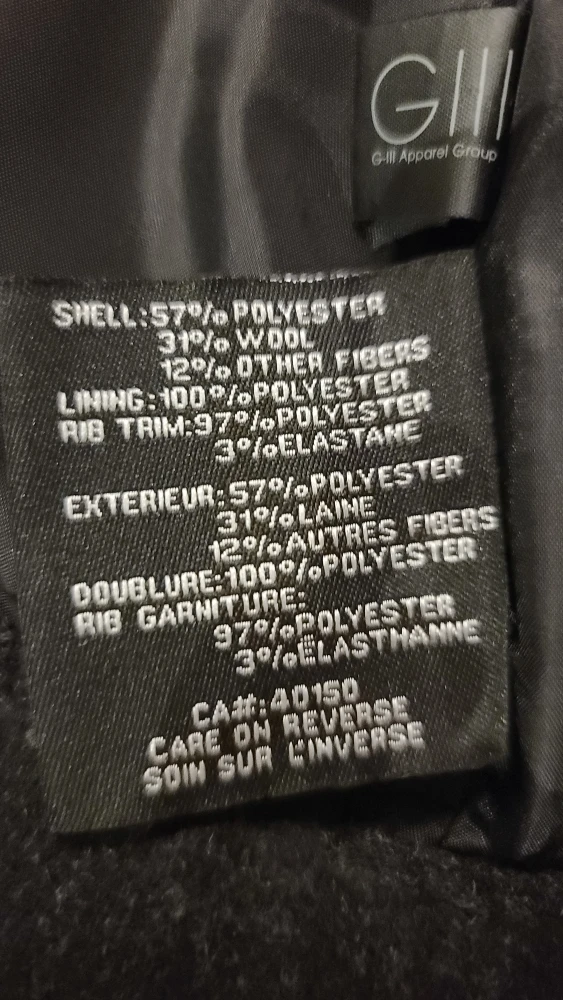 GIII
G-III Apparel Group
SHELL:57%POLYESTER
31%WOOL
12%OTHER FIBERS
LINING:100%POLYESTER
RIB TRIM:97%POLYESTER
3%ELASTANE
EXTERIEUR:57%POLYESTER
31%LAINE
12%AUTRES FIBERS
DOUBLURE:100%POLYESTER
RIB GARNITURE:
97%POLYESTER
3%ELASTHANNE
CA#:40150
CARE ON REVERSE
SOIN SUR L'INVERSE